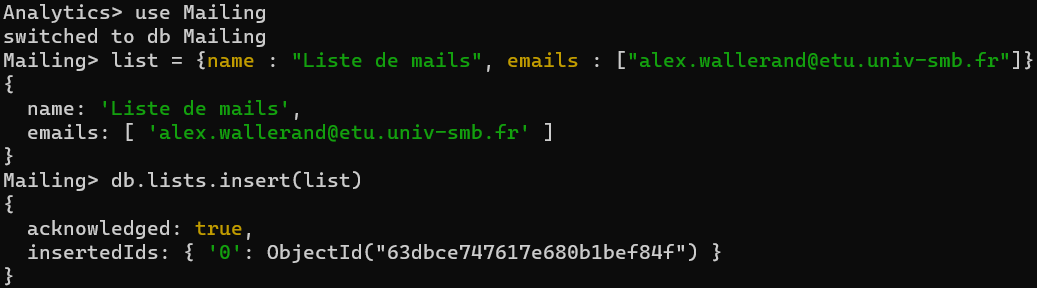 Analytics> use Mailing
switched to db Mailing
Mailing> list = {name : "Liste de mails", emails : ["alex.wallerand@etu.univ-smb.fr"]}
{
  name: 'Liste de mails',
  emails: [ 'alex.wallerand@etu.univ-smb.fr' ]
}
Mailing> db.lists.insert(list)
{
  acknowledged: true,
  insertedIds: { '0': ObjectId("63dbce747617e680b1bef84f") }
}